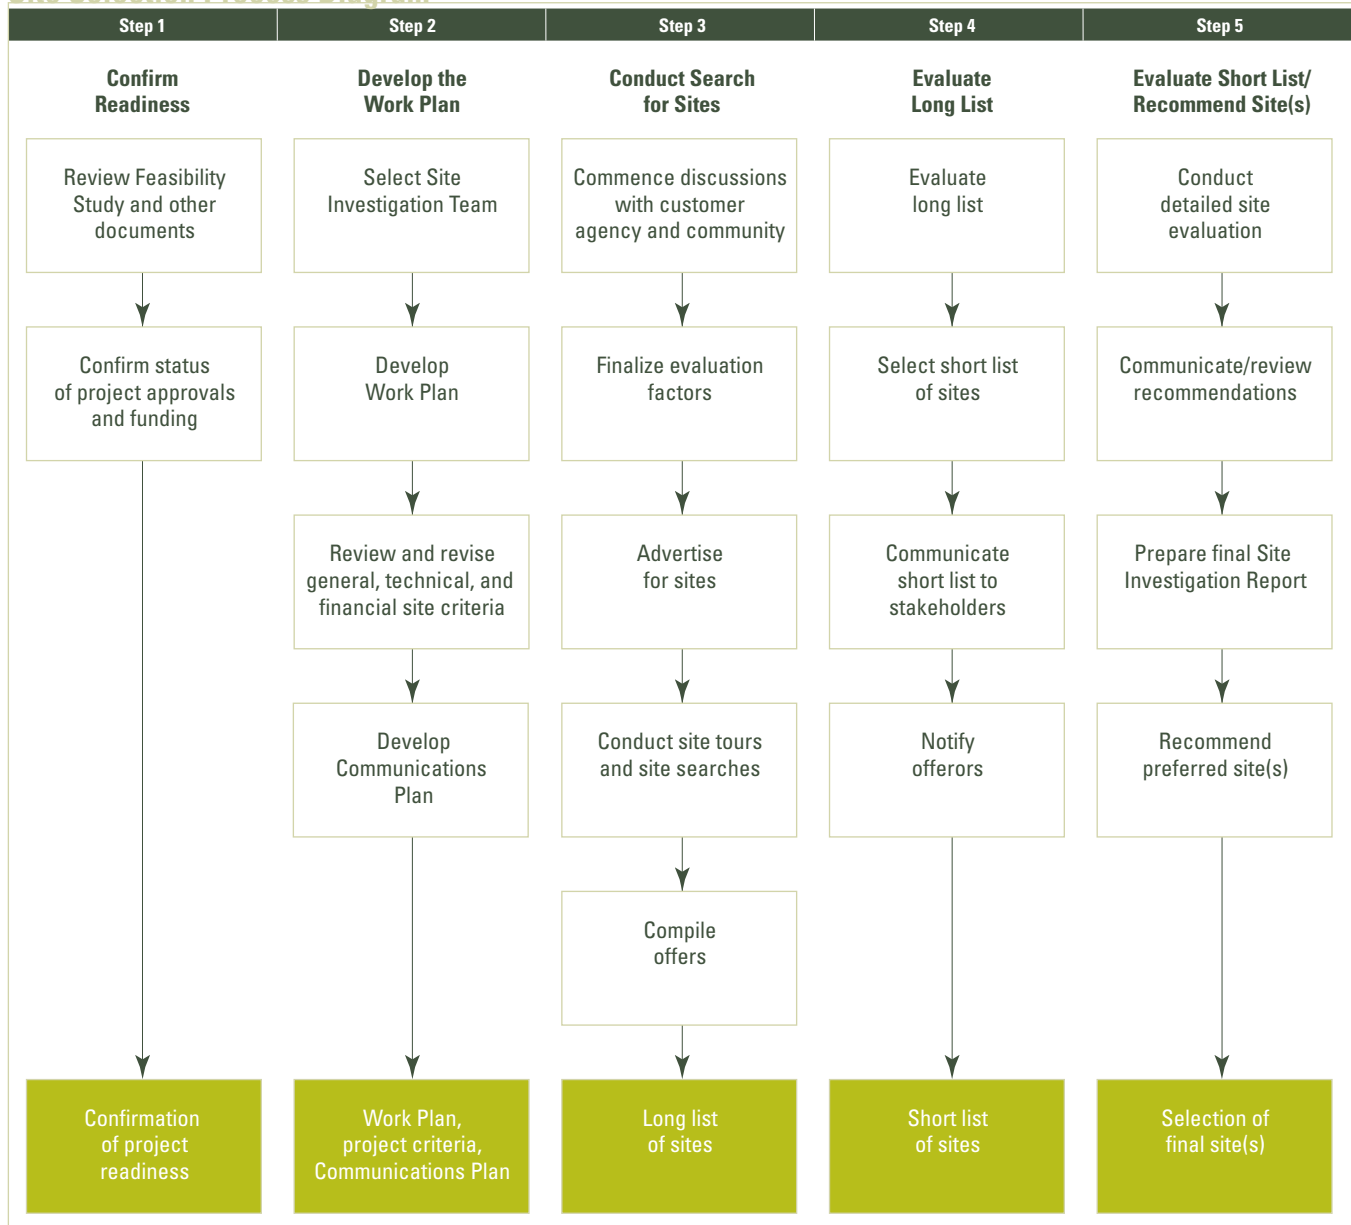 Site Selection Process Diagram
Step 1
Step 2
Step 3
Step 4
Step 5
Confirm
Readiness
Develop the
Work Plan
Conduct Search
for Sites
Evaluate
Long List
Evaluate Short List/
Recommend Site(s)
Review Feasibility
Study and other
documents
Select Site
Investigation Team
Commence discussions
with customer
agency and community
Evaluate
long list
Conduct
detailed site
evaluation
Confirm status
of project approvals
and funding
Develop
Work Plan
Finalize evaluation
factors
Select short list
of sites
Communicate/review
recommendations
Review and revise
general, technical, and
financial site criteria
Advertise
for sites
Communicate
short list to
stakeholders
Prepare final Site
Investigation Report
Develop
Communications
Plan
Conduct site tours
and site searches
Notify
offerors
Recommend
preferred site(s)
Compile
offers
Confirmation
of project
readiness
Work Plan,
project criteria,
Communications Plan
Long list
of sites
Short list
of sites
Selection of
final site(s)